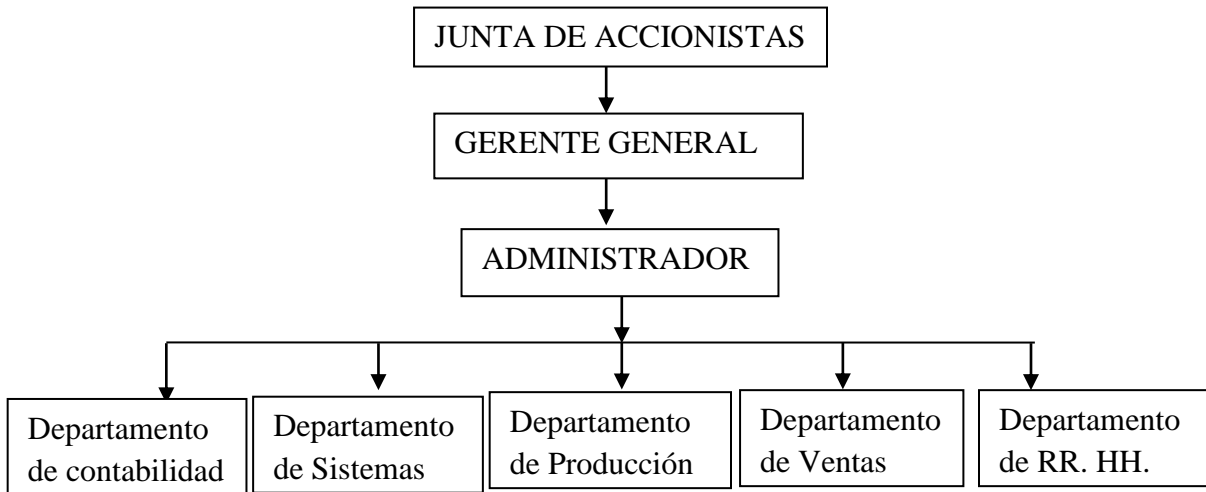 JUNTA DE ACCIONISTAS
GERENTE GENERAL
ADMINISTRADOR
Departamento
de contabilidad
Departamento
de Sistemas
Departamento
de Producción
Departamento
de Ventas
Departamento
de RR. HH.